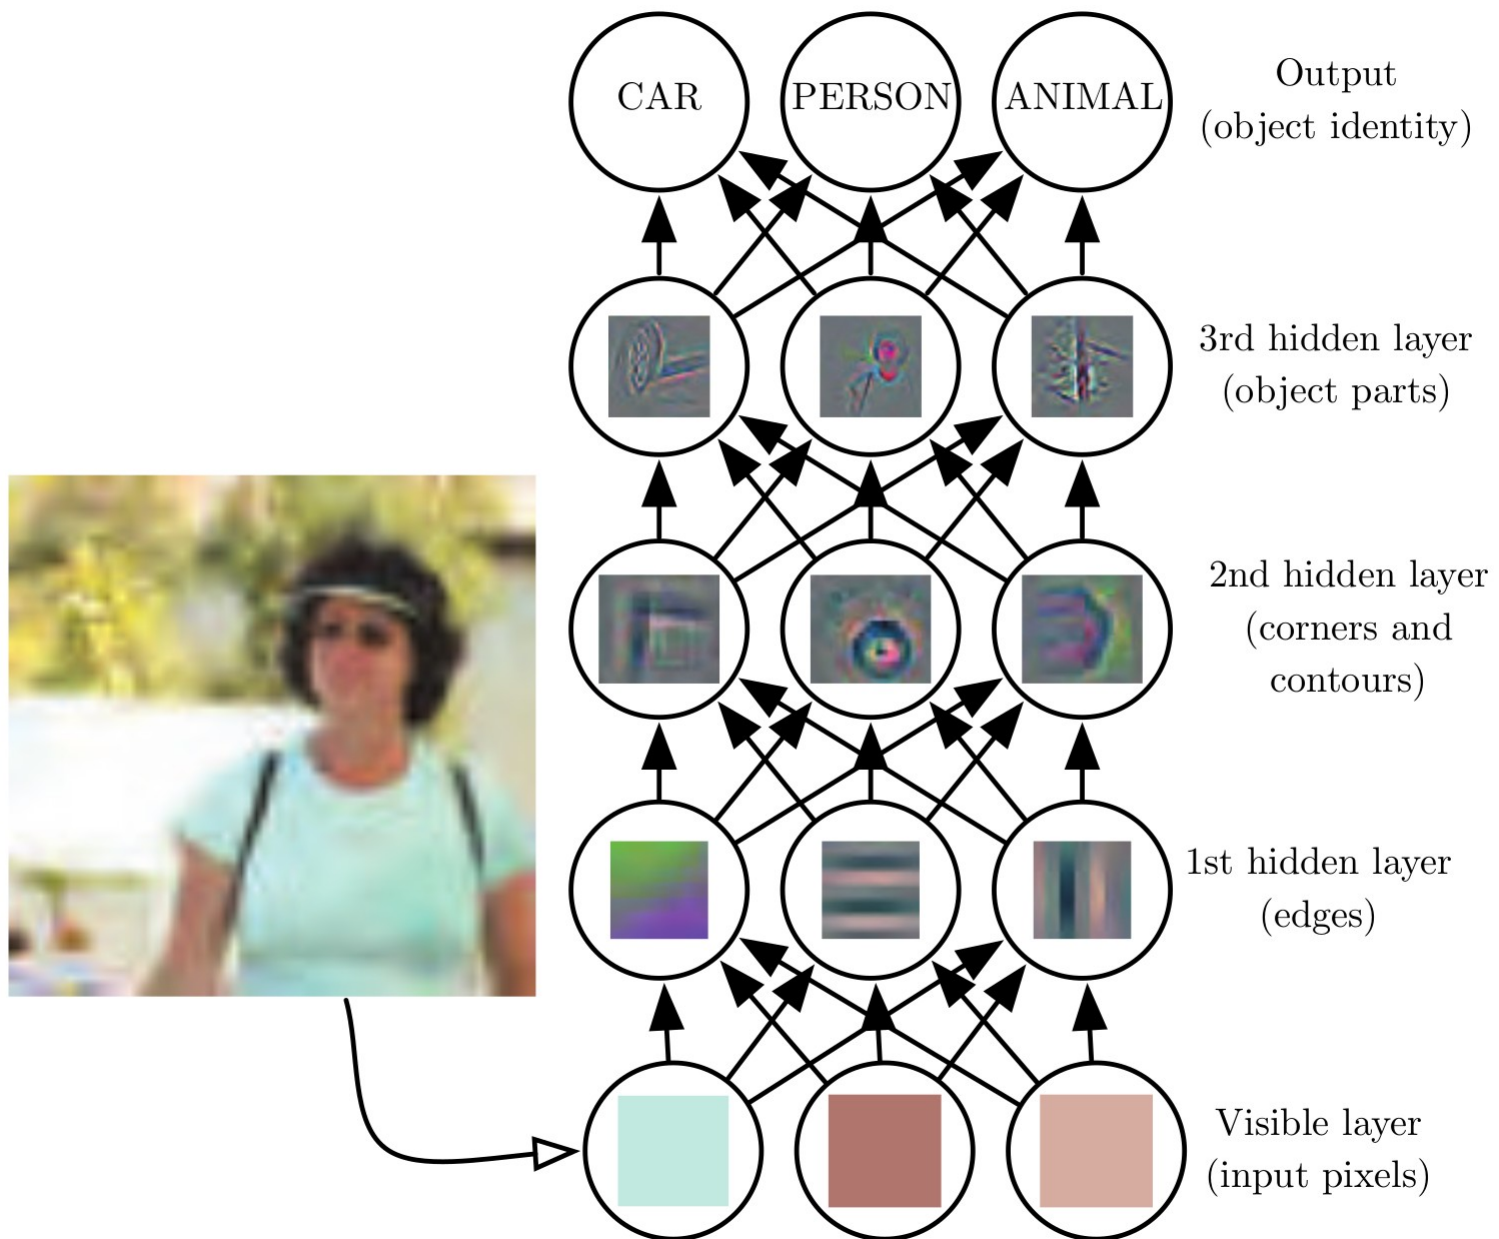 CAR
PERSON
ANIMAL
Output
(object identity)
3rd hidden layer
(object parts)
2nd hidden layer
(corners and
contours)
1st hidden layer
(edges)
Visible layer
(input pixels)